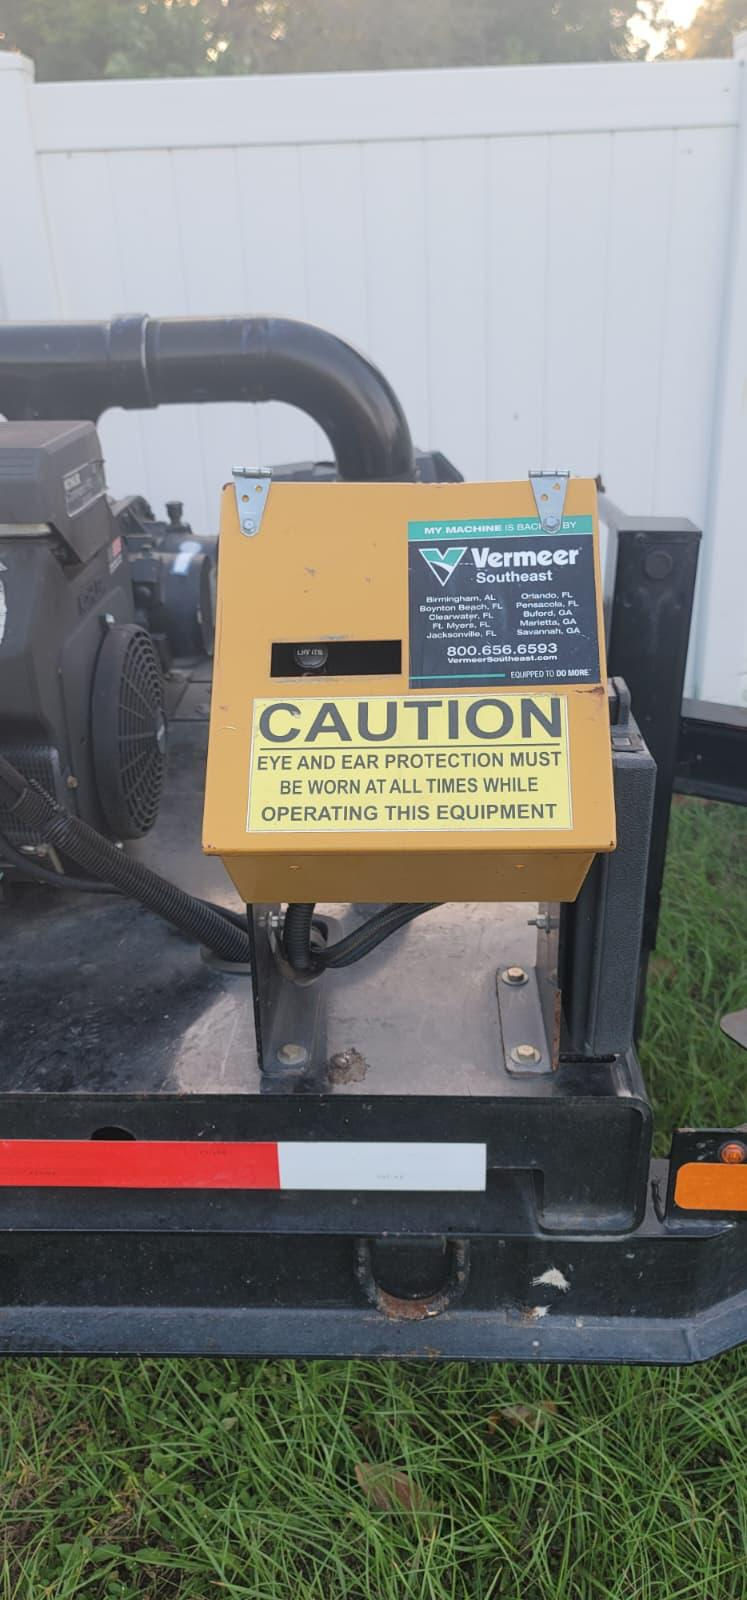 KOHLER
MY MACHINE IS BACKED BY
Vermeer
Southeast
Birmingham, AL
Boynton Beach, FL
Clearwater, FL
Ft. Myers, FL
Jacksonville, FL
Orlando, FL
Pensacola, FL
Buford, GA
Marietta, GA
Savannah, GA
800.656.6593
VermeerSoutheast.com
EQUIPPED TO DO MORE
CAUTION
EYE AND EAR PROTECTION MUST
BE WORN AT ALL TIMES WHILE
OPERATING THIS EQUIPMENT